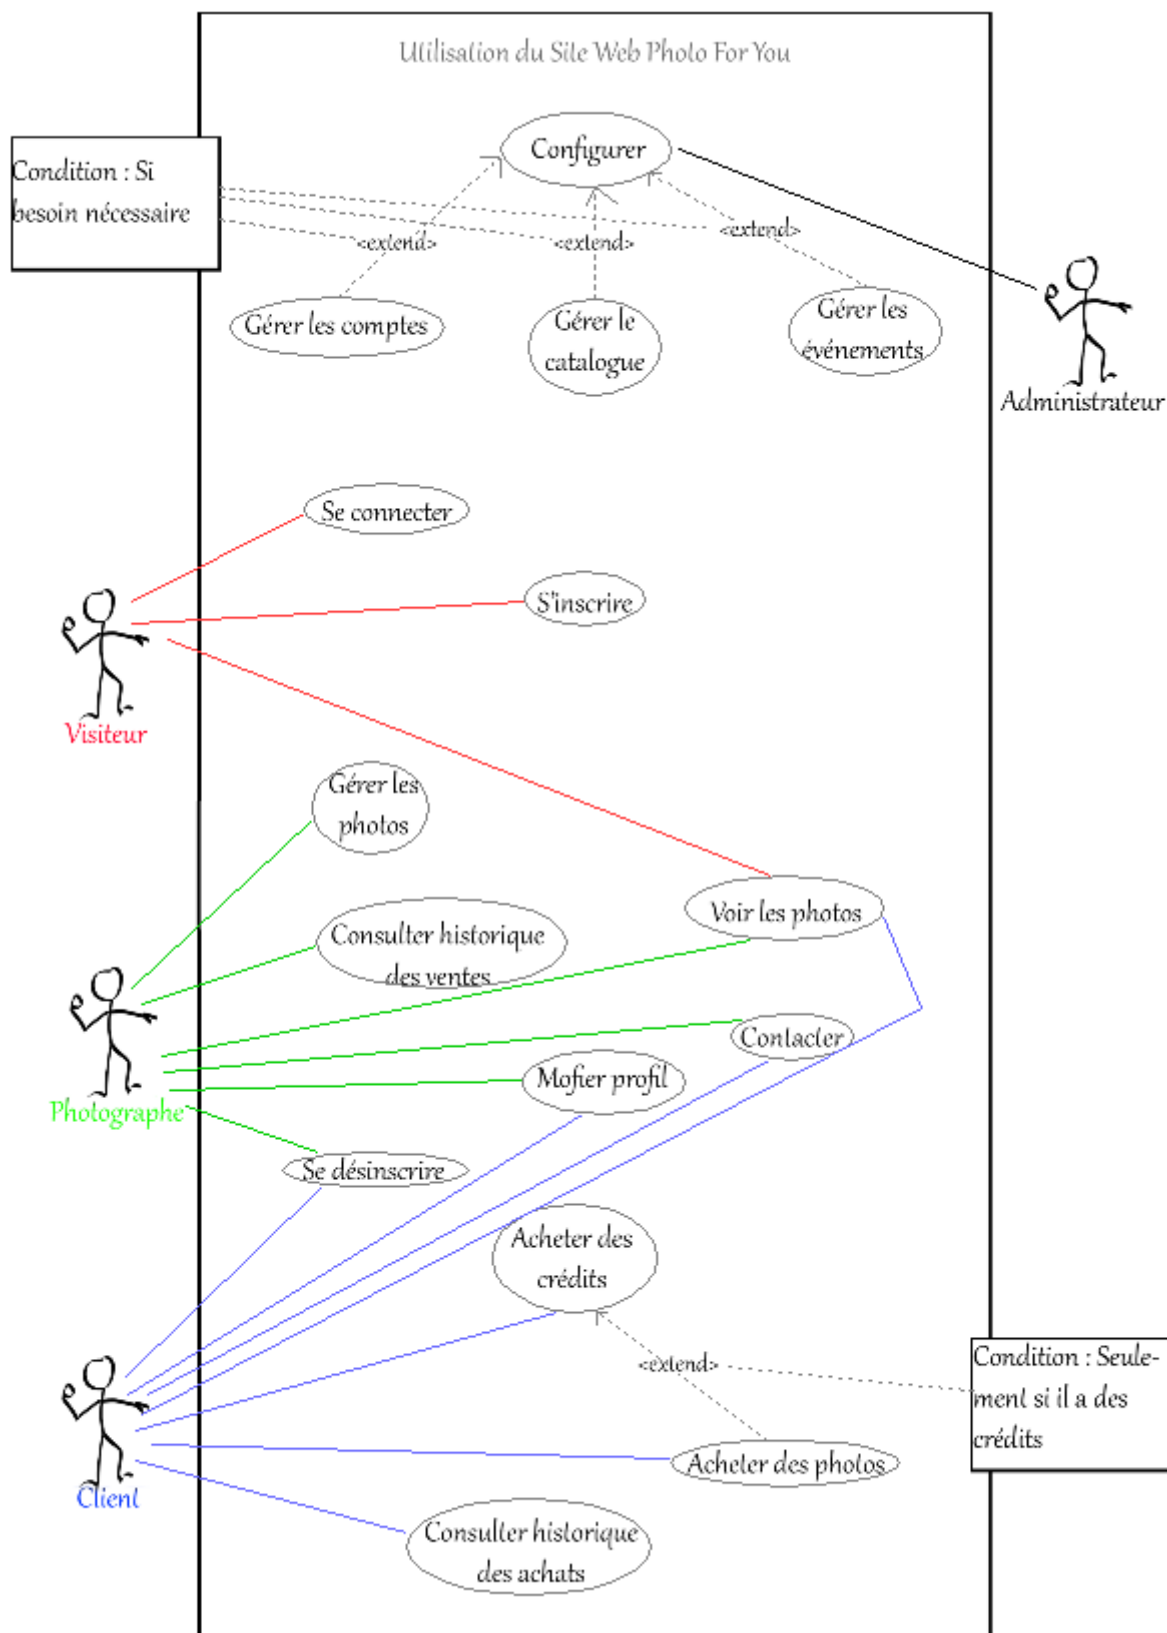 Utilisation du Site Web Photo For You
Configurer
Condition : Si
besoin nécessaire
<extend>
<extend>
<extend>
Gérer les comptes
Gérer le
catalogue
Gérer les
événements
Administrateur
Se connecter
S'inscrire
Visiteur
Gérer les
photos
Voir les photos
Consulter historique
des ventes
Contacter
Mofier profil
Photographe
Se désinscrire
Acheter des
crédits
<extend>
Condition : Seule-
ment si il a des
crédits
Acheter des photos
Client
Consulter historique
des achats